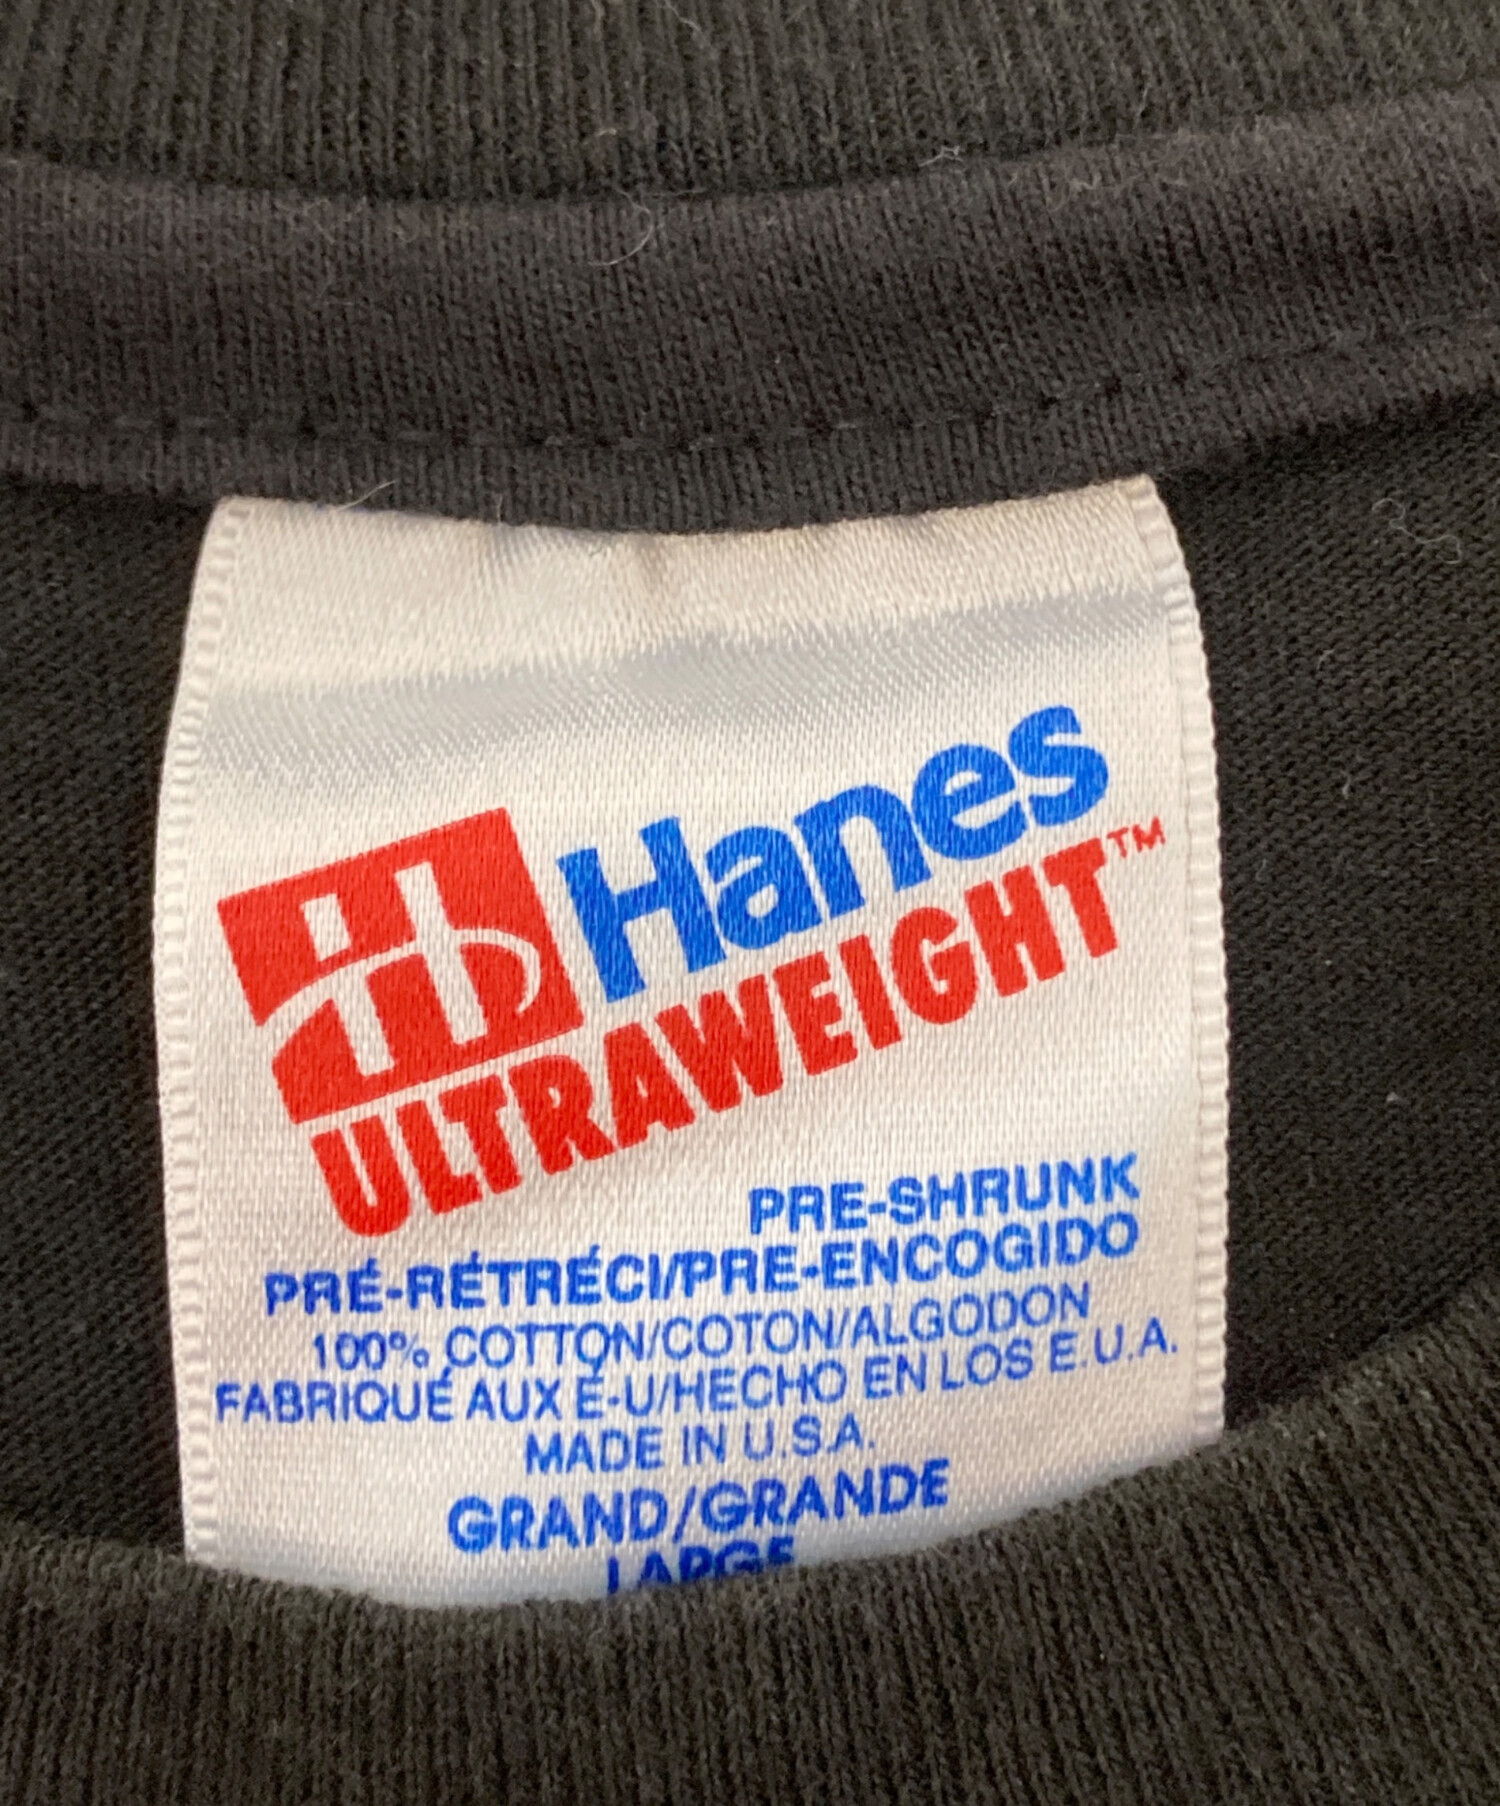 Hanes
ULTRAWEIGHT™
PRE-SHRUNK
PRÉ-RÉTRÉCI/PRE-ENCOGIDO
100% COTTON/COTON/ALGODON
FABRIQUÉ AUX É-U/HECHO EN LOS E.U.A.
MADE IN U.S.A.
GRAND/GRANDE
LARGE